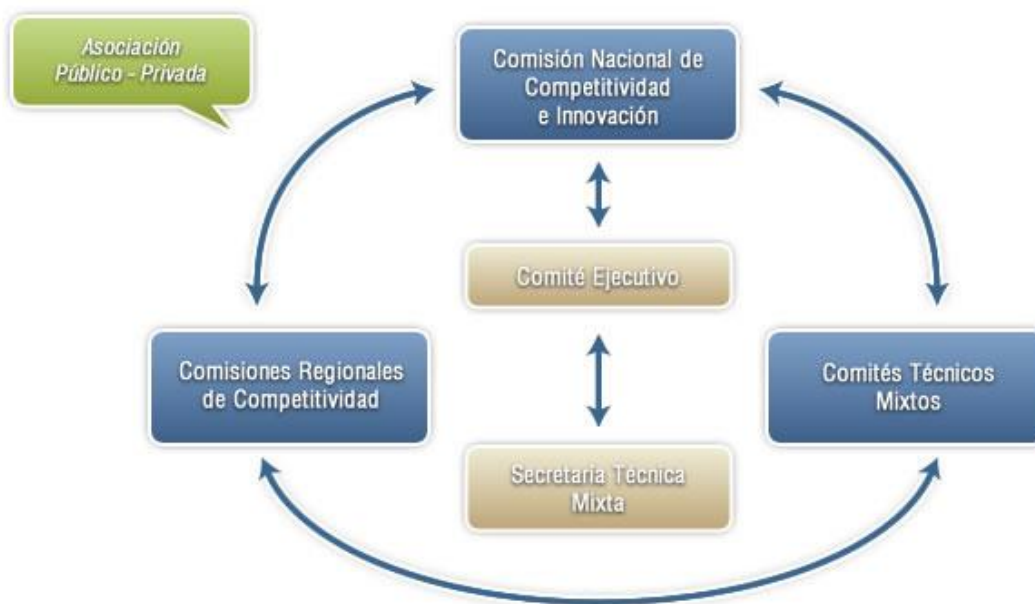 Asociación
Público - Privada
Comisión Nacional de
Competitividad
e Innovación
Comité Ejecutivo
Comisiones Regionales
de Competitividad
Comités Técnicos
Mixtos
Secretaría Técnica
Mixta